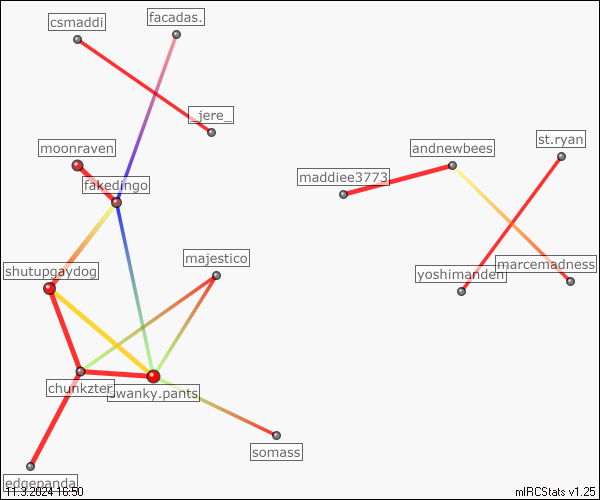 csmaddi
facadas.
_jere_
moonraven
andnewbees
st.ryan
maddiee3773
fakedingo
majestico
shutupgaydog
marcemadness
yoshimanden
chunkzter
swanky.pants
somass
edgepanda
11.3.2024 16:50
mIRCStats v1.25